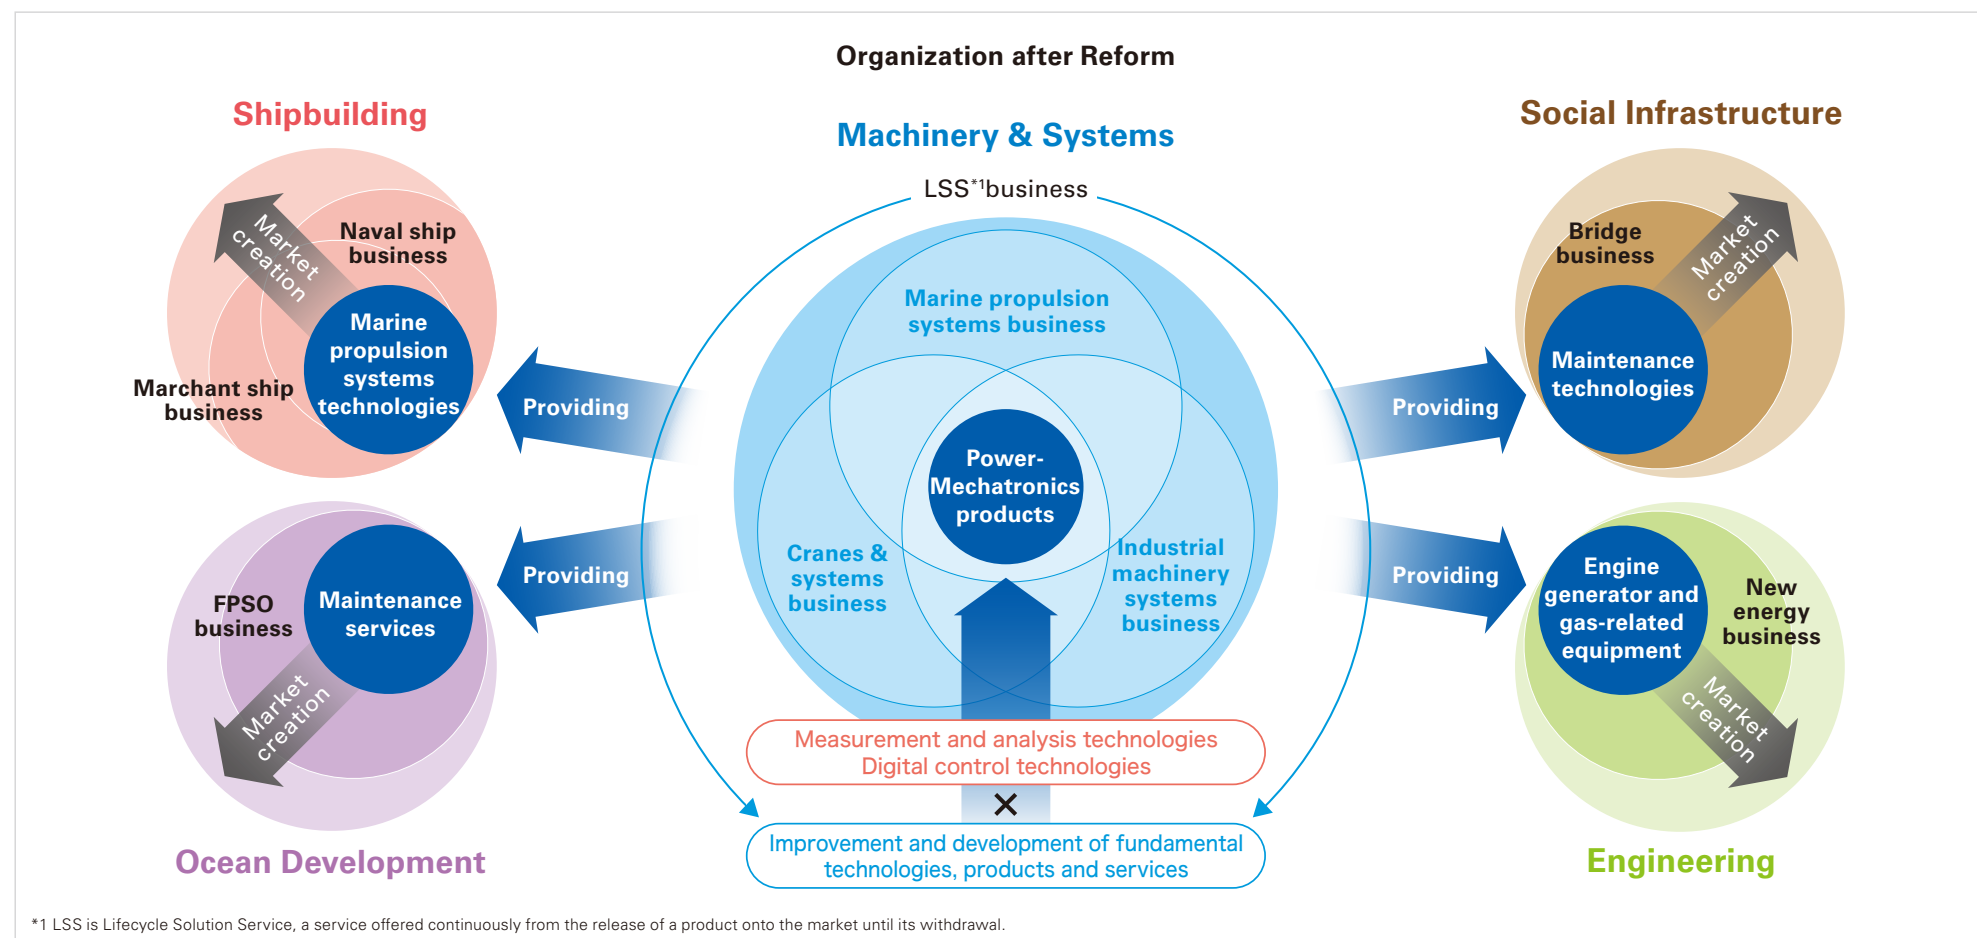 Organization after Reform
Shipbuilding
Market
creation
Naval ship
business
Marchant ship
business
Marine
propulsion
systems
technologies
Providing
FPSO
business
Maintenance
services
Market
creation
Providing
Ocean Development
Machinery & Systems
LSS*1business
Marine propulsion
systems business
Power-
Mechatronics
products
Cranes &
systems
business
Industrial
machinery
systems
business
Measurement and analysis technologies
Digital control technologies
×
Improvement and development of fundamental
technologies, products and services
Social Infrastructure
Bridge
business
Market
creation
Maintenance
technologies
Providing
Engine
generator and
gas-related
equipment
New
energy
business
Market
creation
Providing
Engineering
*1 LSS is Lifecycle Solution Service, a service offered continuously from the release of a product onto the market until its withdrawal.